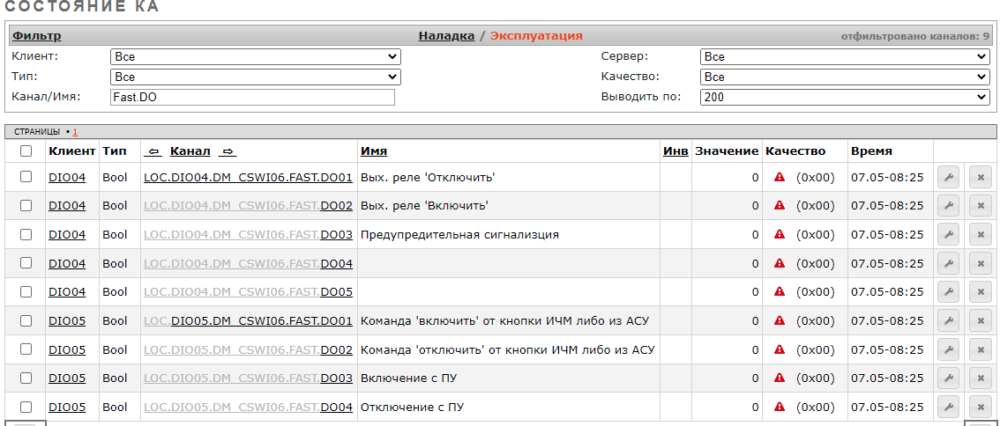 СОСТОЯНИЕ КА
Фильтр Наладка / Эксплуатация отфильтровано каналов: 9
Клиент: Все Сервер: Все
Тип: Все Качество: Все
Канал/Имя: Fast.DO Выводить по: 200
СТРАНИЦЫ • 1
Клиент Тип ⇦ Канал ⇨ Имя Инв Значение Качество Время
DIO04 Bool LOC.DIO04.DM_CSWI06.FAST.DO01 Вых. реле 'Отключить' 0 (0x00) 07.05-08:25
DIO04 Bool LOC.DIO04.DM_CSWI06.FAST.DO02 Вых. реле 'Включить' 0 (0x00) 07.05-08:25
DIO04 Bool LOC.DIO04.DM_CSWI06.FAST.DO03 Предупредительная сигнализция 0 (0x00) 07.05-08:25
DIO04 Bool LOC.DIO04.DM_CSWI06.FAST.DO04 0 (0x00) 07.05-08:25
DIO04 Bool LOC.DIO04.DM_CSWI06.FAST.DO05 0 (0x00) 07.05-08:25
DIO05 Bool LOC.DIO05.DM_CSWI06.FAST.DO01 Команда 'включить' от кнопки ИЧМ либо из АСУ 0 (0x00) 07.05-08:25
DIO05 Bool LOC.DIO05.DM_CSWI06.FAST.DO02 Команда 'отключить' от кнопки ИЧМ либо из АСУ 0 (0x00) 07.05-08:25
DIO05 Bool LOC.DIO05.DM_CSWI06.FAST.DO03 Включение с ПУ 0 (0x00) 07.05-08:25
DIO05 Bool LOC.DIO05.DM_CSWI06.FAST.DO04 Отключение с ПУ 0 (0x00) 07.05-08:25